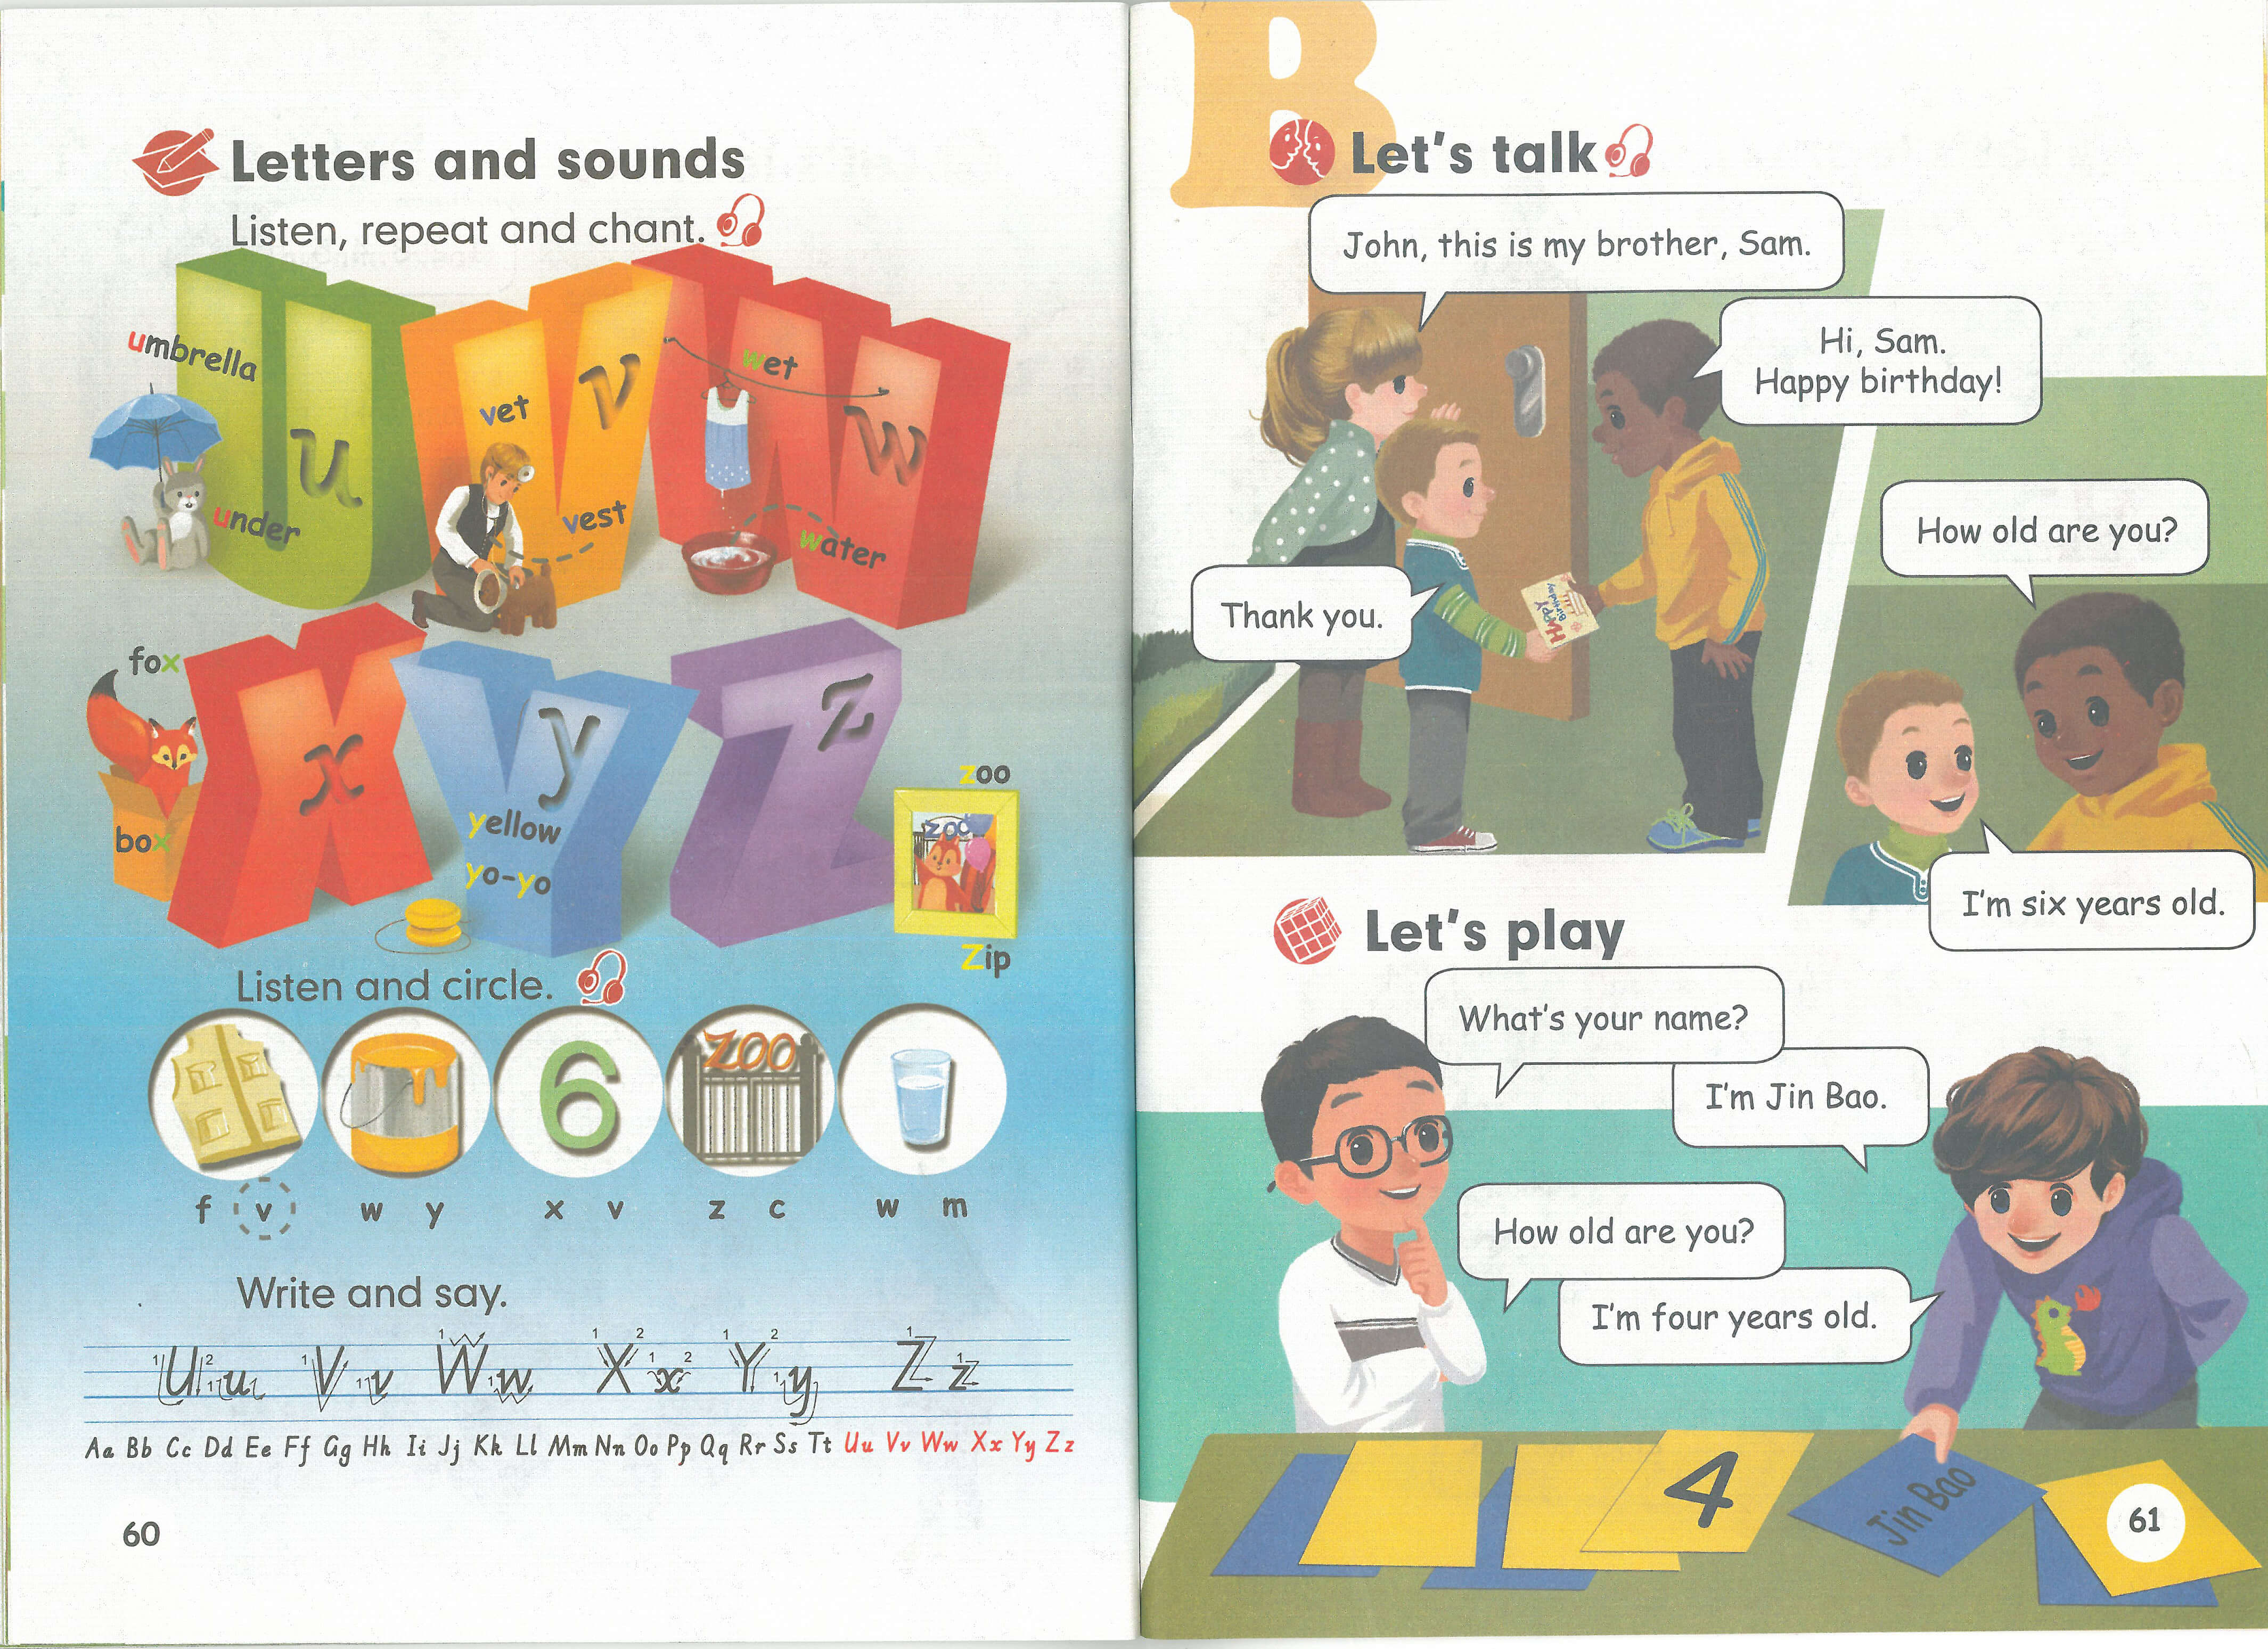 Letters and sounds
Listen, repeat and chant.
umbrella
u
under
vet
v
vest
wet
w
water
fox
x
box
y
yellow
yo-yo
z
zoo
ZOO
Zip
Listen and circle.
ZOO
6
f v w y x v z c w m
Write and say.
Uu Vv Ww Xx Yy Zz
Aa Bb Cc Dd Ee Ff Gg Hh Ii Jj Kk Ll Mm Nn Oo Pp Qq Rr Ss Tt Uu Vv Ww Xx Yy Zz
60
B
Let's talk
John, this is my brother, Sam.
Hi, Sam.
Happy birthday!
Thank you.
HAPPY
Birthday
How old are you?
I'm six years old.
Let's play
What's your name?
I'm Jin Bao.
How old are you?
I'm four years old.
4
Jin Bao
61